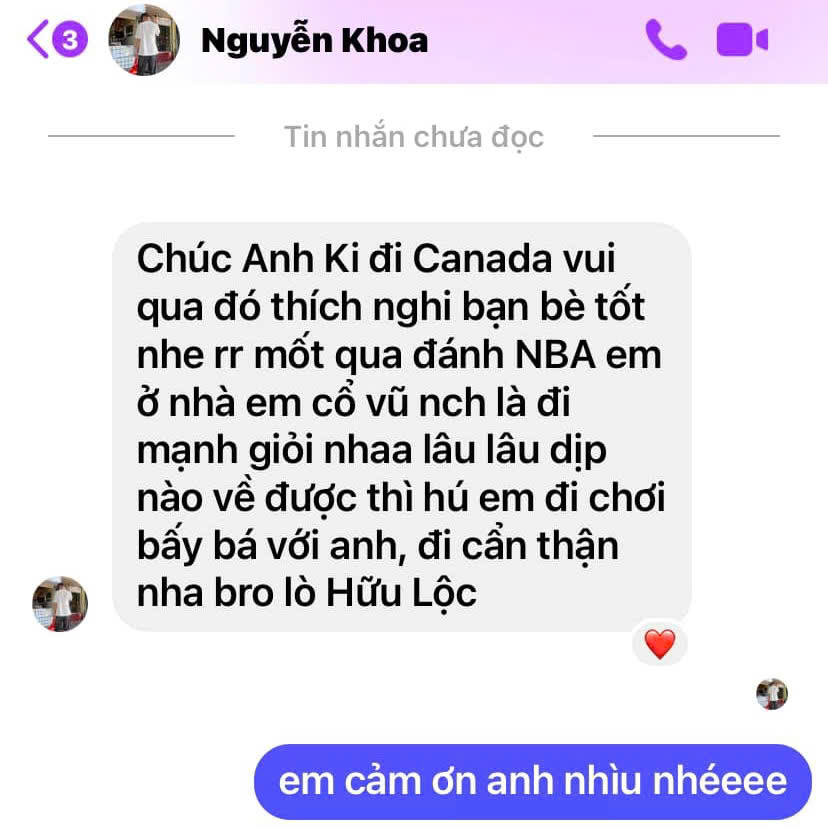 3
Nguyễn Khoa
Tin nhắn chưa đọc
Chúc Anh Ki đi Canada vui
qua đó thích nghi bạn bè tốt
nhe rr mốt qua đánh NBA em
ở nhà em cổ vũ nch là đi
mạnh giỏi nhaa lâu lâu dịp
nào về được thì hú em đi chơi
bấy bá với anh, đi cẩn thận
nha bro lò Hữu Lộc
em cảm ơn anh nhìu nhéeee